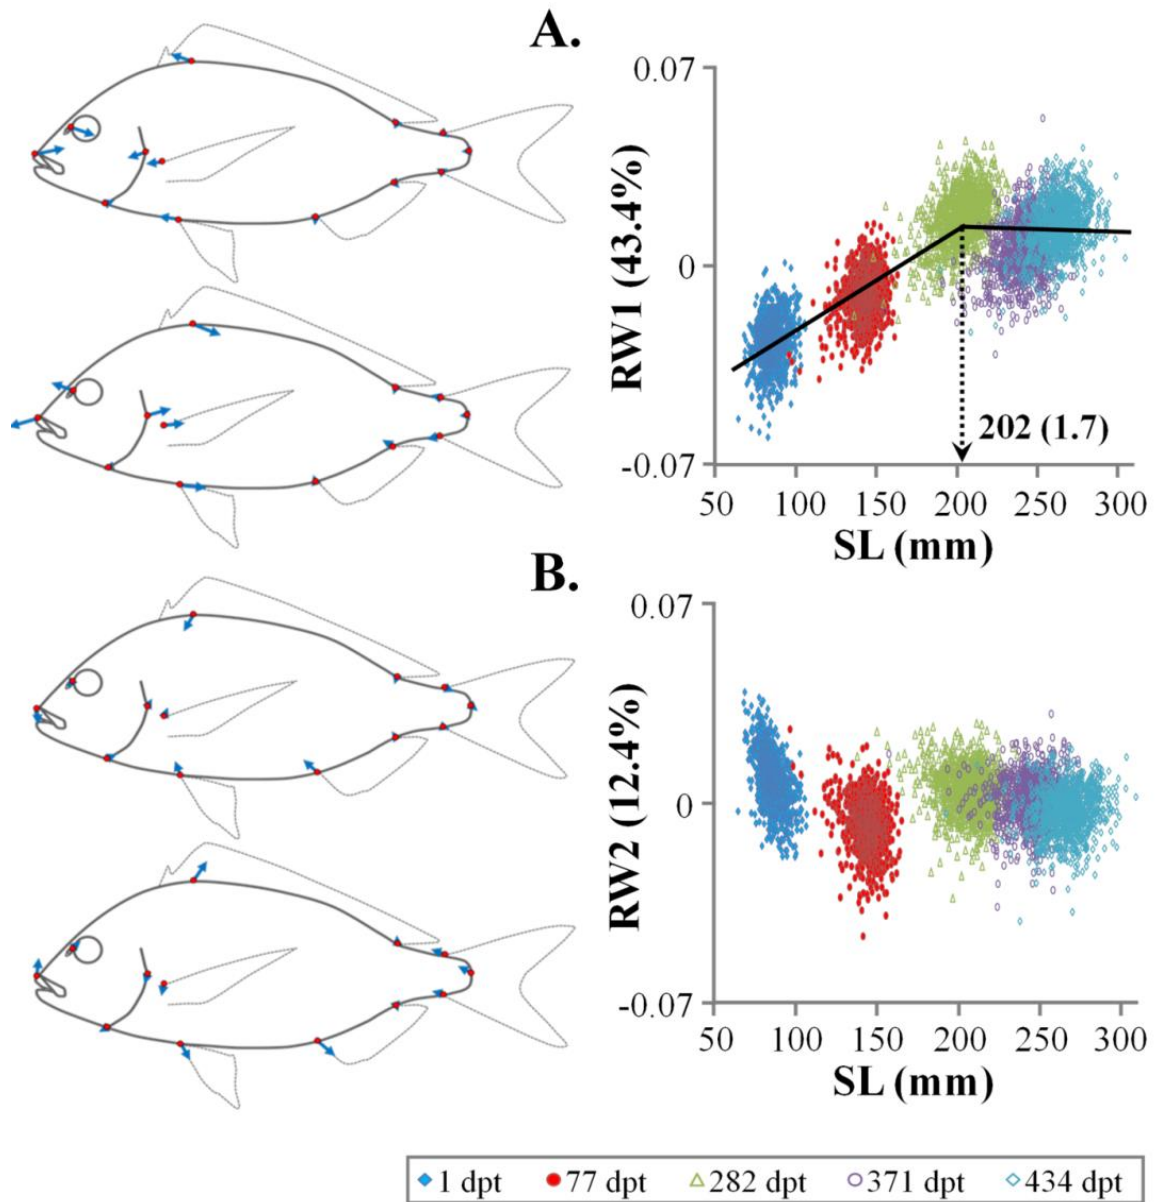 A.
0.07
0
-0.07
RW1 (43.4%)
202 (1.7)
50 100 150 200 250 300
SL (mm)
B.
0.07
0
-0.07
RW2 (12.4%)
50 100 150 200 250 300
SL (mm)
1 dpt 77 dpt 282 dpt 371 dpt 434 dpt